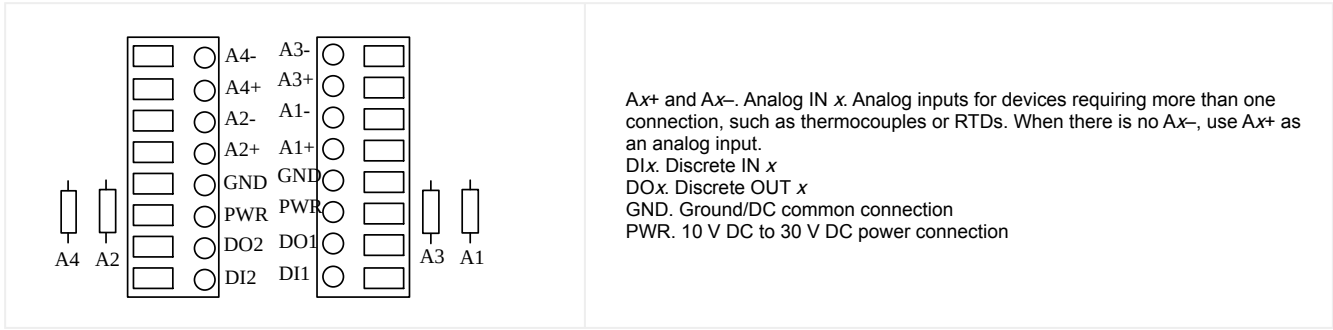 A4- A3-
A4+ A3+
A2- A1-
A2+ A1+
GND GND
PWR PWR
DO2 DO1
DI2 DI1
A4 A2
A3 A1
Ax+ and Ax–. Analog IN x. Analog inputs for devices requiring more than one
connection, such as thermocouples or RTDs. When there is no Ax–, use Ax+ as
an analog input.
DIx. Discrete IN x
DOx. Discrete OUT x
GND. Ground/DC common connection
PWR. 10 V DC to 30 V DC power connection